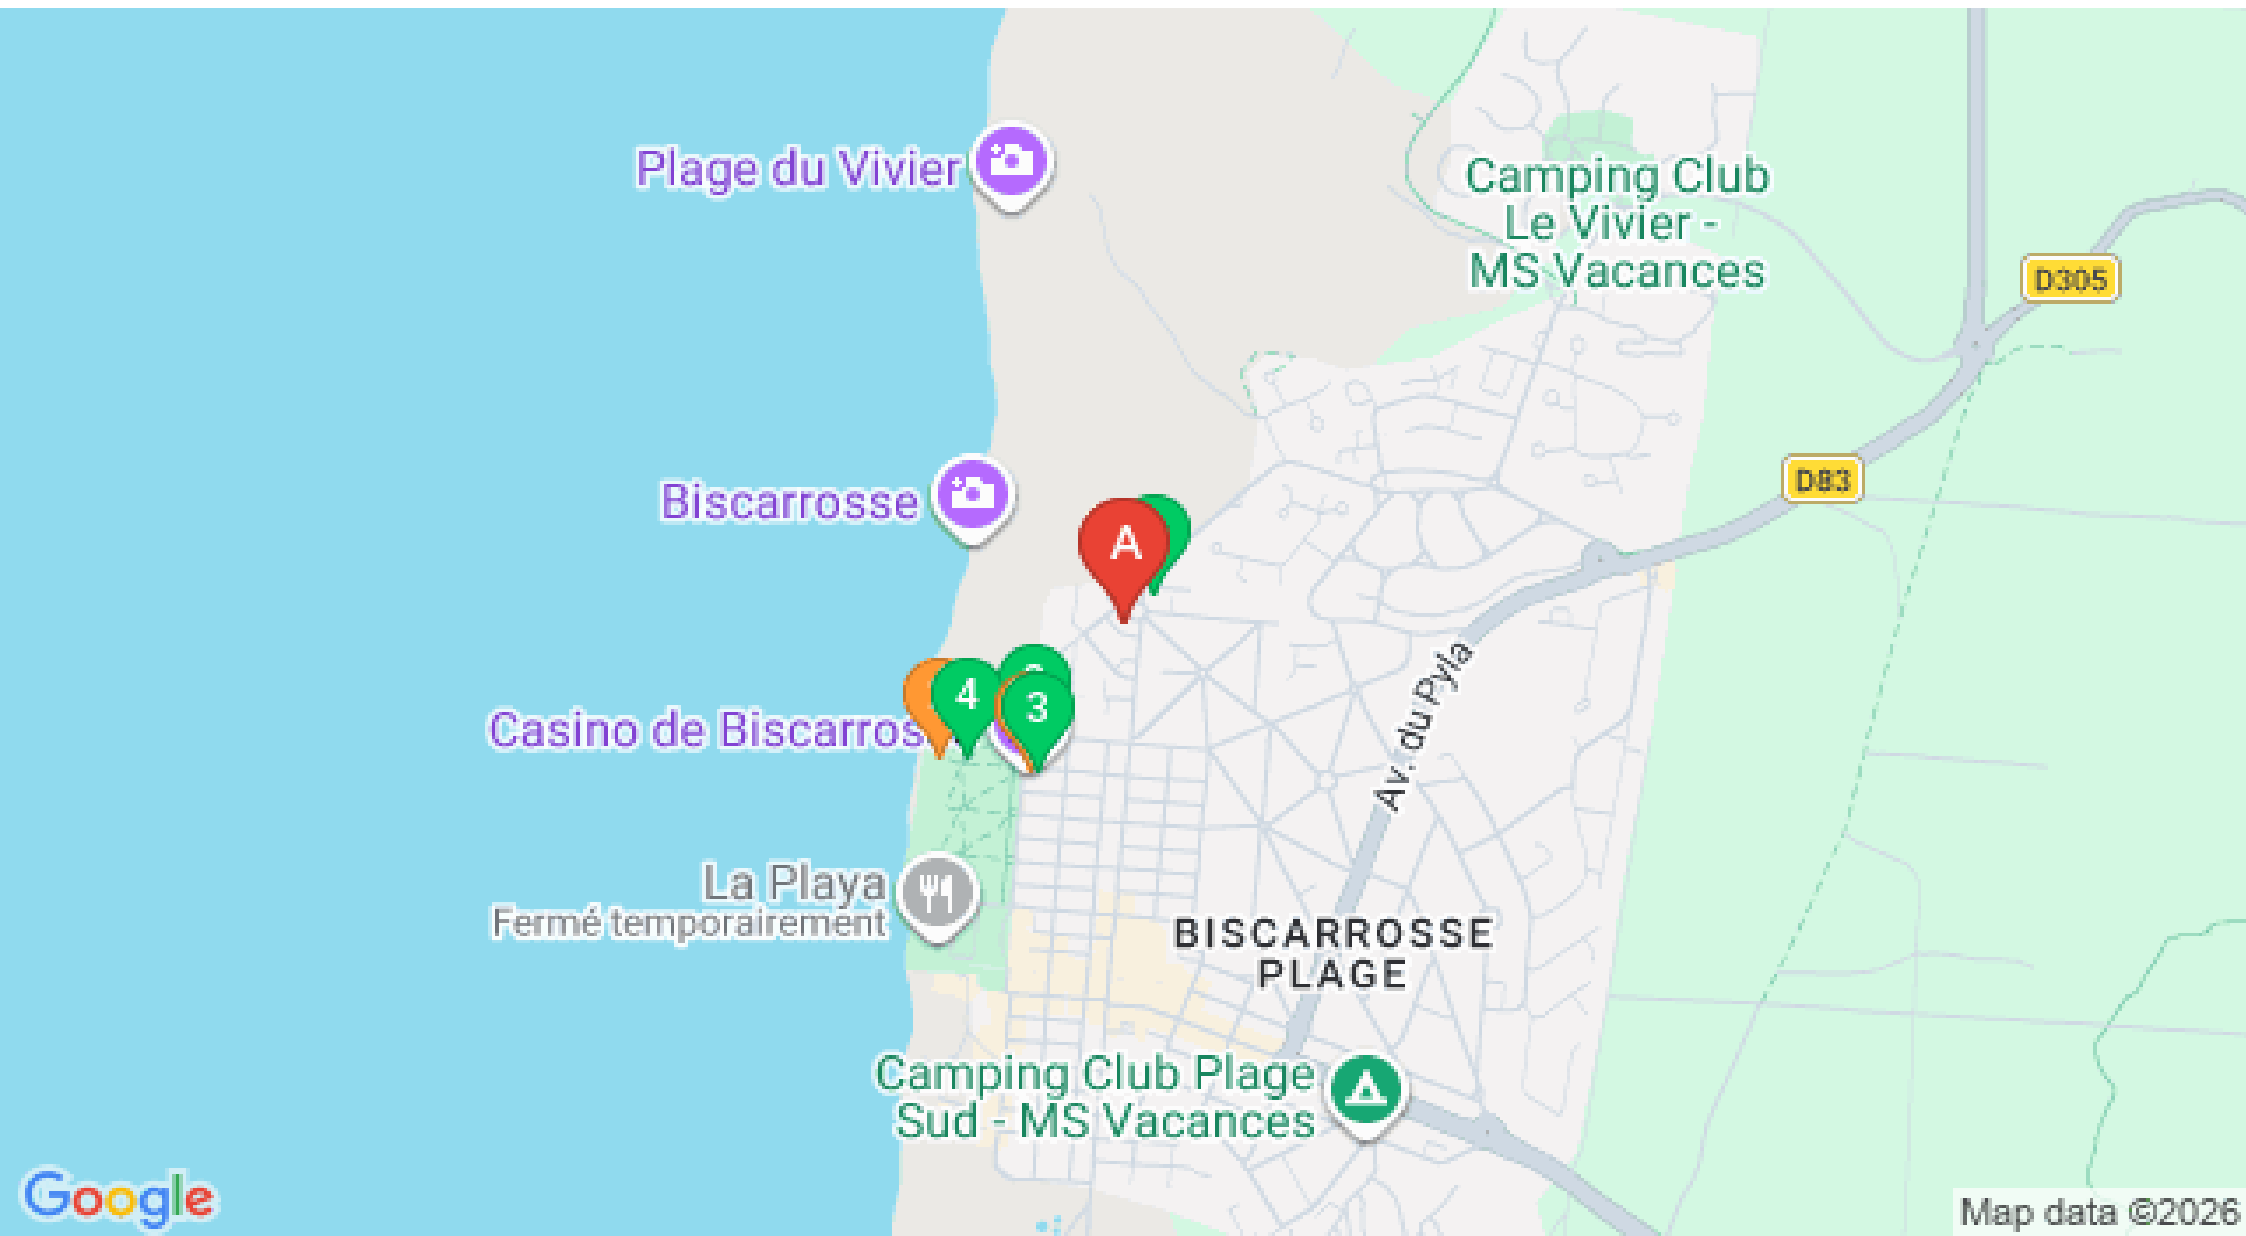 Plage du Vivier
Camping Club
Le Vivier -
MS Vacances
D305
D83
Biscarrosse
A
Av. du Pyla
4
3
Casino de Biscarros
La Playa
Fermé temporairement
BISCARROSSE
PLAGE
Camping Club Plage
Sud - MS Vacances
Google
Map data ©2026